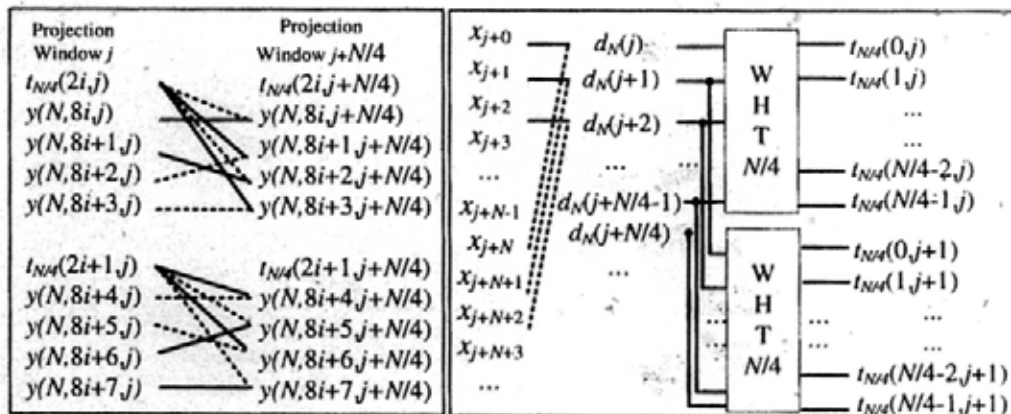 Projection
Window j
Projection
Window j+N/4
t_{N/4}(2i,j)
t_{N/4}(2i,j+N/4)
y(N,8i,j)
y(N,8i,j+N/4)
y(N,8i+1,j)
y(N,8i+1,j+N/4)
y(N,8i+2,j)
y(N,8i+2,j+N/4)
y(N,8i+3,j)
y(N,8i+3,j+N/4)
t_{N/4}(2i+1,j)
t_{N/4}(2i+1,j+N/4)
y(N,8i+4,j)
y(N,8i+4,j+N/4)
y(N,8i+5,j)
y(N,8i+5,j+N/4)
y(N,8i+6,j)
y(N,8i+6,j+N/4)
y(N,8i+7,j)
y(N,8i+7,j+N/4)
x_{j+0}
x_{j+1}
x_{j+2}
x_{j+3}
...
x_{j+N-1}
x_{j+N}
x_{j+N+1}
x_{j+N+2}
x_{j+N+3}
...
d_N(j)
d_N(j+1)
d_N(j+2)
... ...
d_N(j+N/4-1)
d_N(j+N/4)
...
W
H
T
N/4
t_{N/4}(0,j)
t_{N/4}(1,j)
...
...
t_{N/4}(N/4-2,j)
t_{N/4}(N/4-1,j)
W
H
T
N/4
t_{N/4}(0,j+1)
t_{N/4}(1,j+1)
... ... ...
... ... ...
t_{N/4}(N/4-2,j+1)
t_{N/4}(N/4-1,j+1)